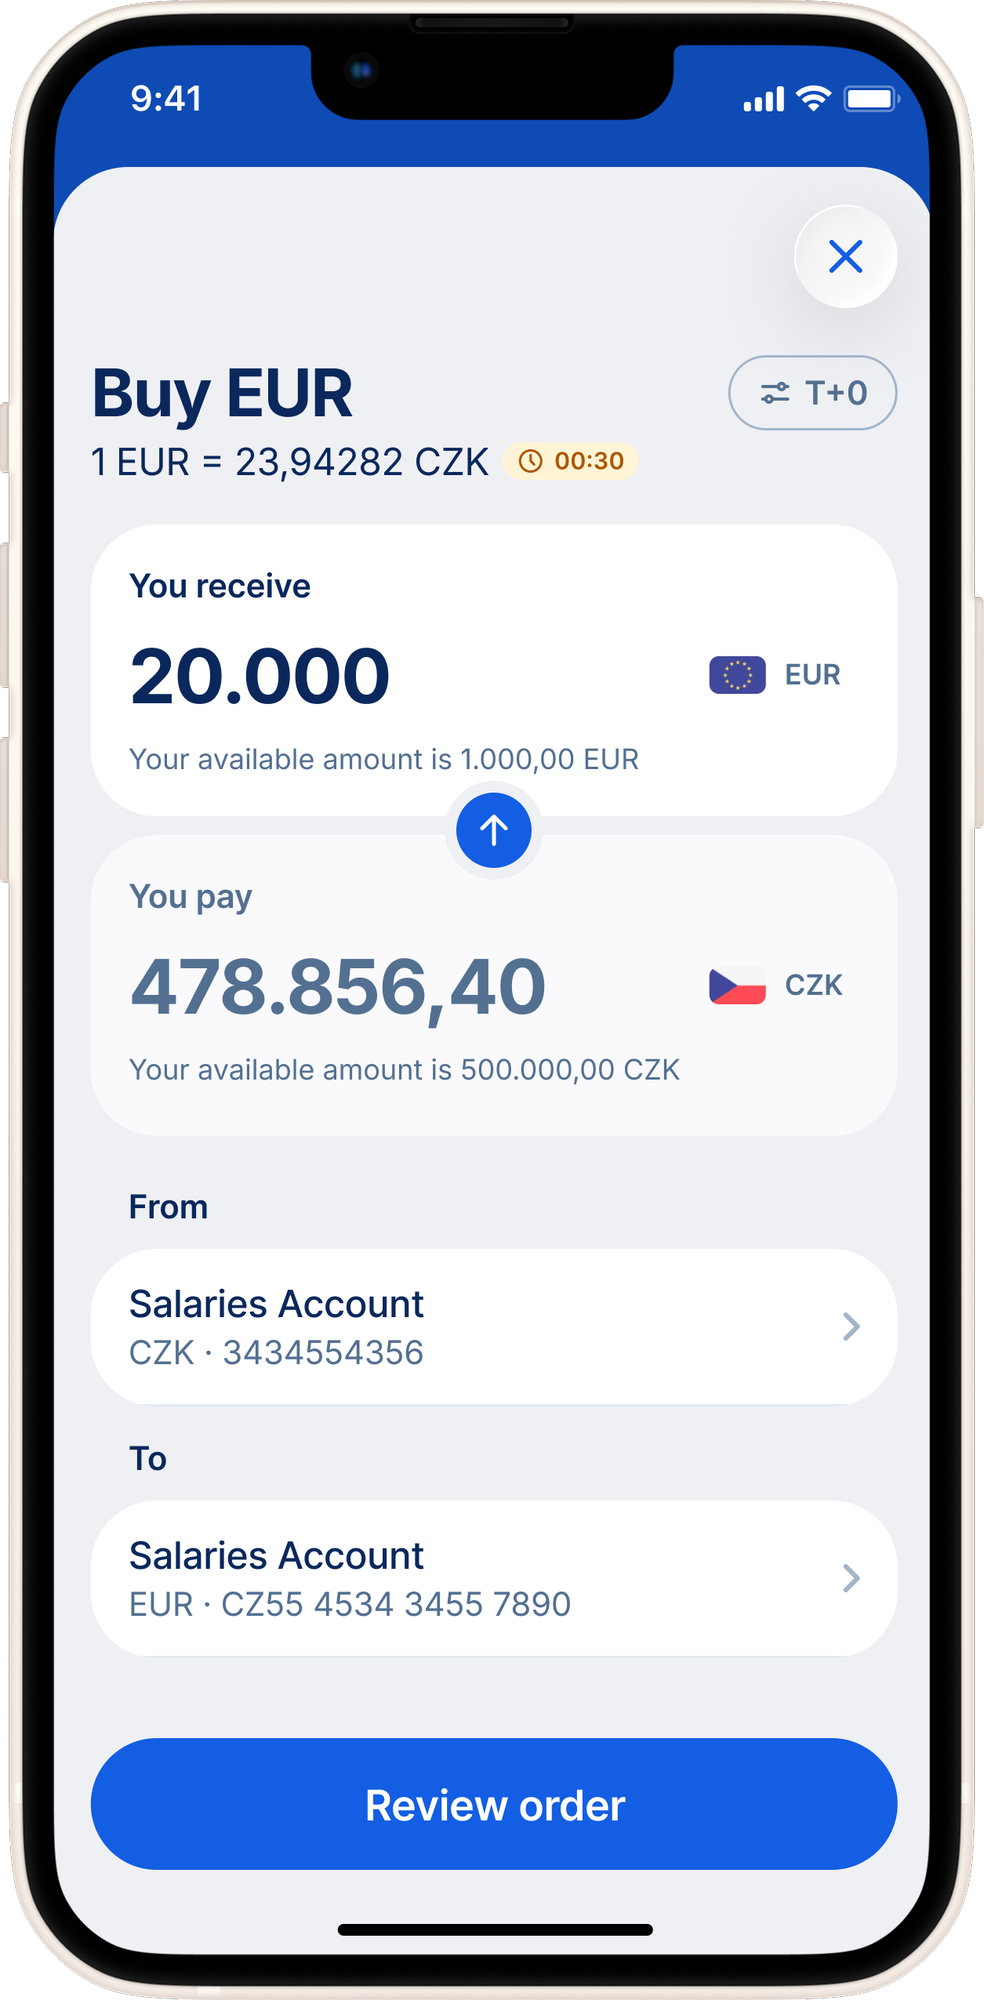 9:41
Buy EUR
T+0
1 EUR = 23,94282 CZK
00:30
You receive
20.000
EUR
Your available amount is 1.000,00 EUR
You pay
478.856,40
CZK
Your available amount is 500.000,00 CZK
From
Salaries Account
CZK · 3434554356
To
Salaries Account
EUR · CZ55 4534 3455 7890
Review order